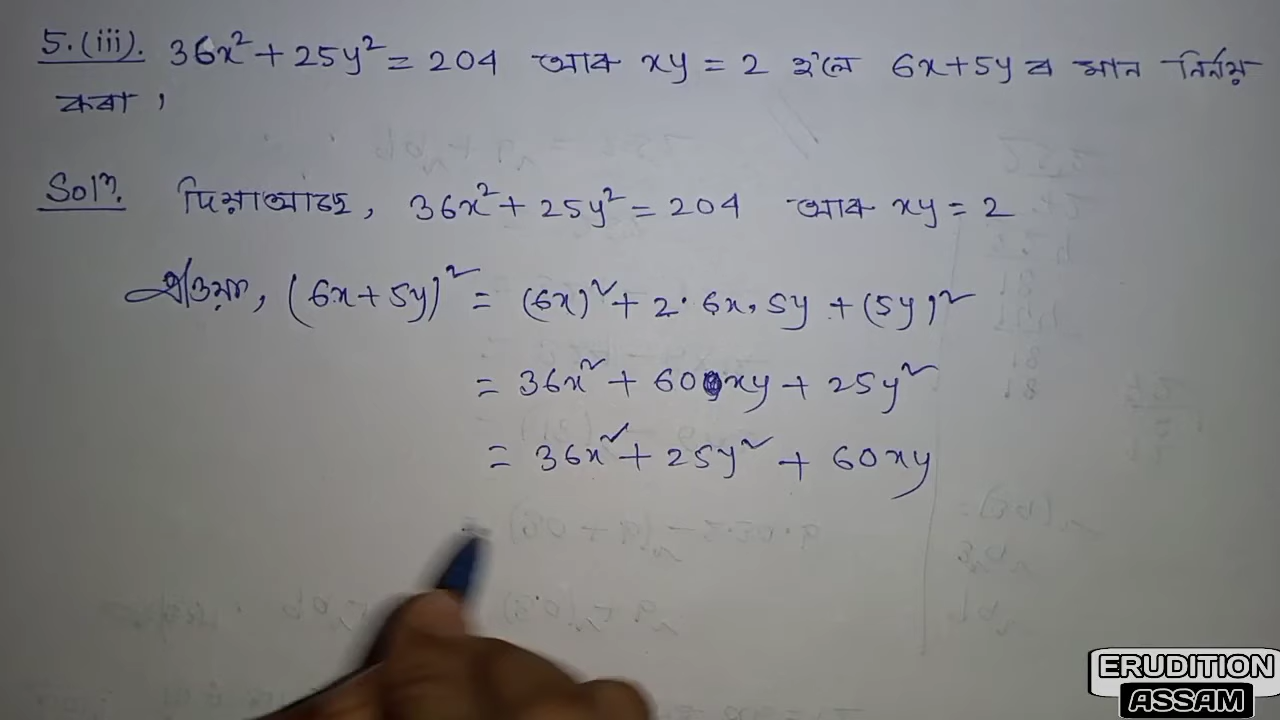 5.(iii). 36x² + 25y² = 204 আৰু xy = 2 হ'লে 6x+5y ৰ মান নিৰ্নয়
কৰা ।
Solⁿ. দিয়াআছে, 36x² + 25y² = 204 আৰু xy = 2
এতিয়া, (6x+5y)² = (6x)² + 2·6x.5y + (5y)²
= 36x² + 60xy + 25y²
= 36x² + 25y² + 60xy
ERUDITION
ASSAM